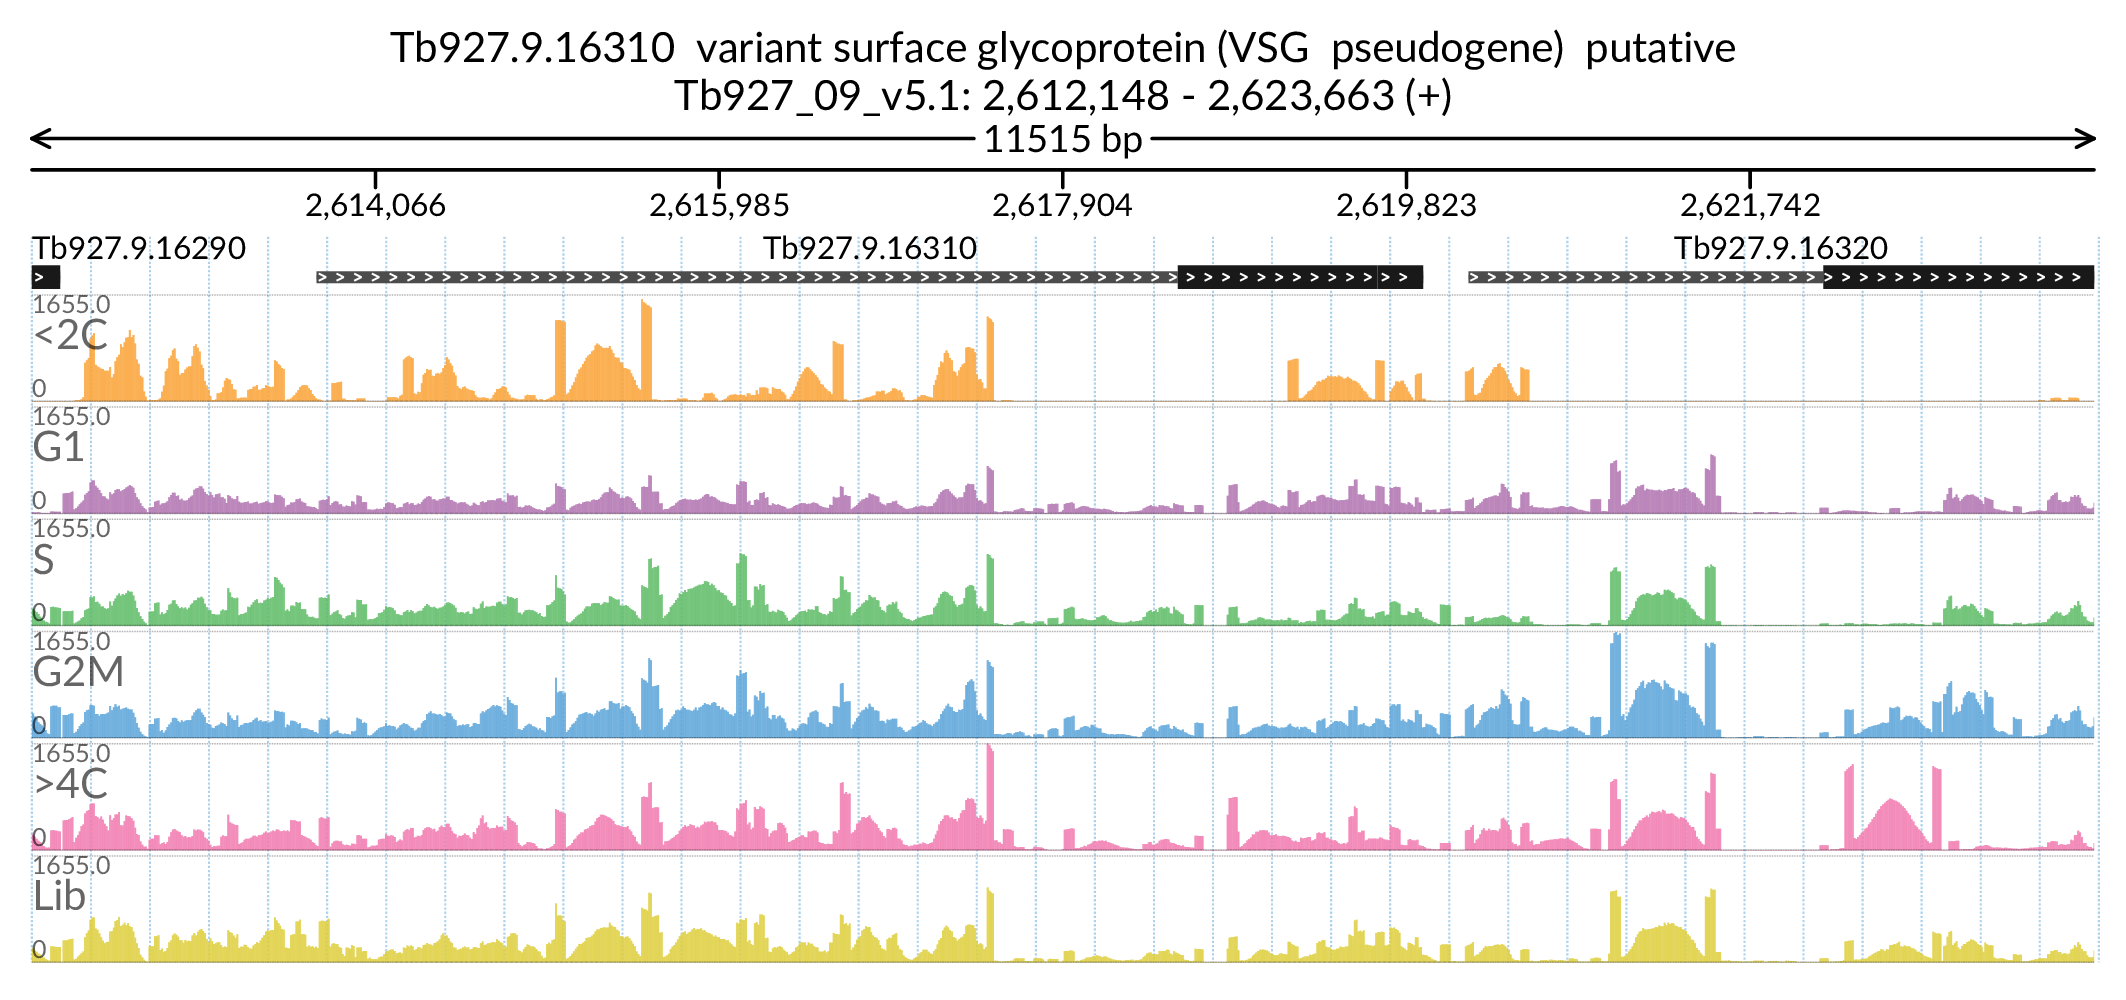 Tb927.9.16310 variant surface glycoprotein (VSG pseudogene) putative
Tb927_09_v5.1: 2,612,148 - 2,623,663 (+)
11515 bp
2,614,066 2,615,985 2,617,904 2,619,823 2,621,742
Tb927.9.16290 Tb927.9.16310 Tb927.9.16320
1655.0
<2C
0
1655.0
G1
0
1655.0
S
0
1655.0
G2M
0
1655.0
>4C
0
1655.0
Lib
0